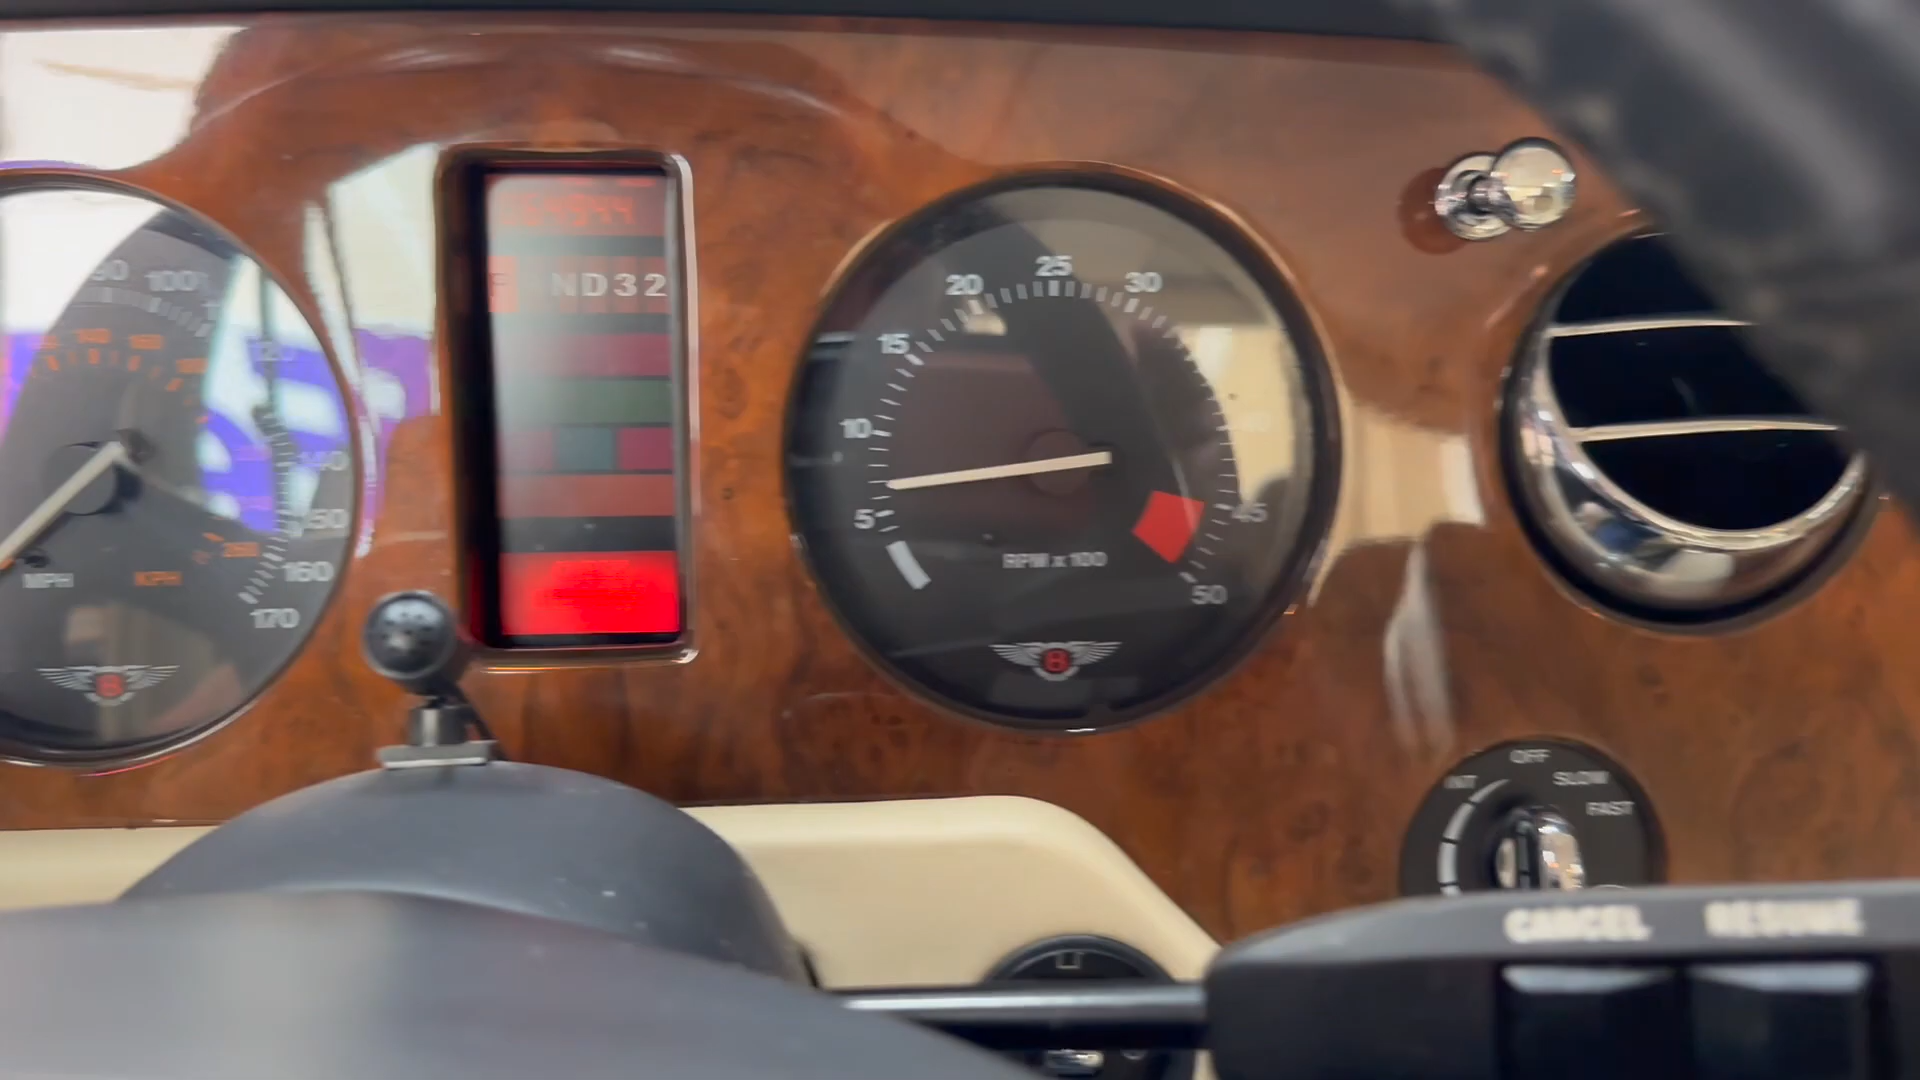 90 100
140 160
120
140
150
160
170
200
MPH KPH
B
P
ND32
5 10 15 20 25 30 45 50
RPM x 100
B
INT OFF SLOW FAST
CANCEL RESUME